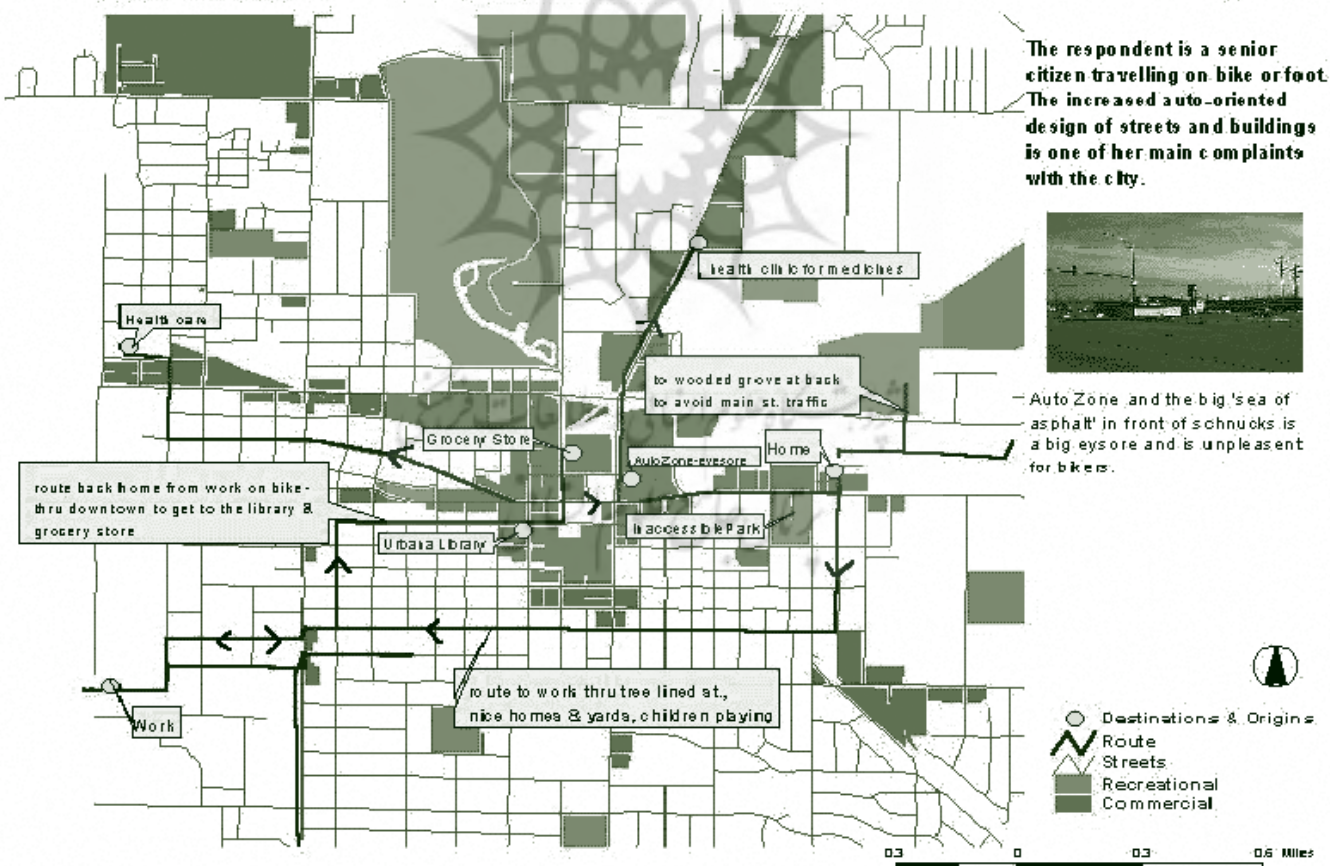 The respondent is a senior
citizen travelling on bike or foot.
The increased auto-oriented
design of streets and buildings
is one of her main complaints
with the city.
health clinic for medicines
Health care
to wooded grove at back
to avoid main st. traffic
Auto Zone and the big 'sea of
asphalt' in front of schnucks is
a big eysore and is unpleasent
for bikers.
Grocery Store
Home
AutoZone-eyesore
route back home from work on bike-
thru downtown to get to the library &
grocery store
Inaccessible Park
Urbana Library
route to work thru tree lined st.,
nice homes & yards, children playing
Work
Destinations & Origins
Route
Streets
Recreational
Commercial
0.3 0 0.3 0.6 Miles